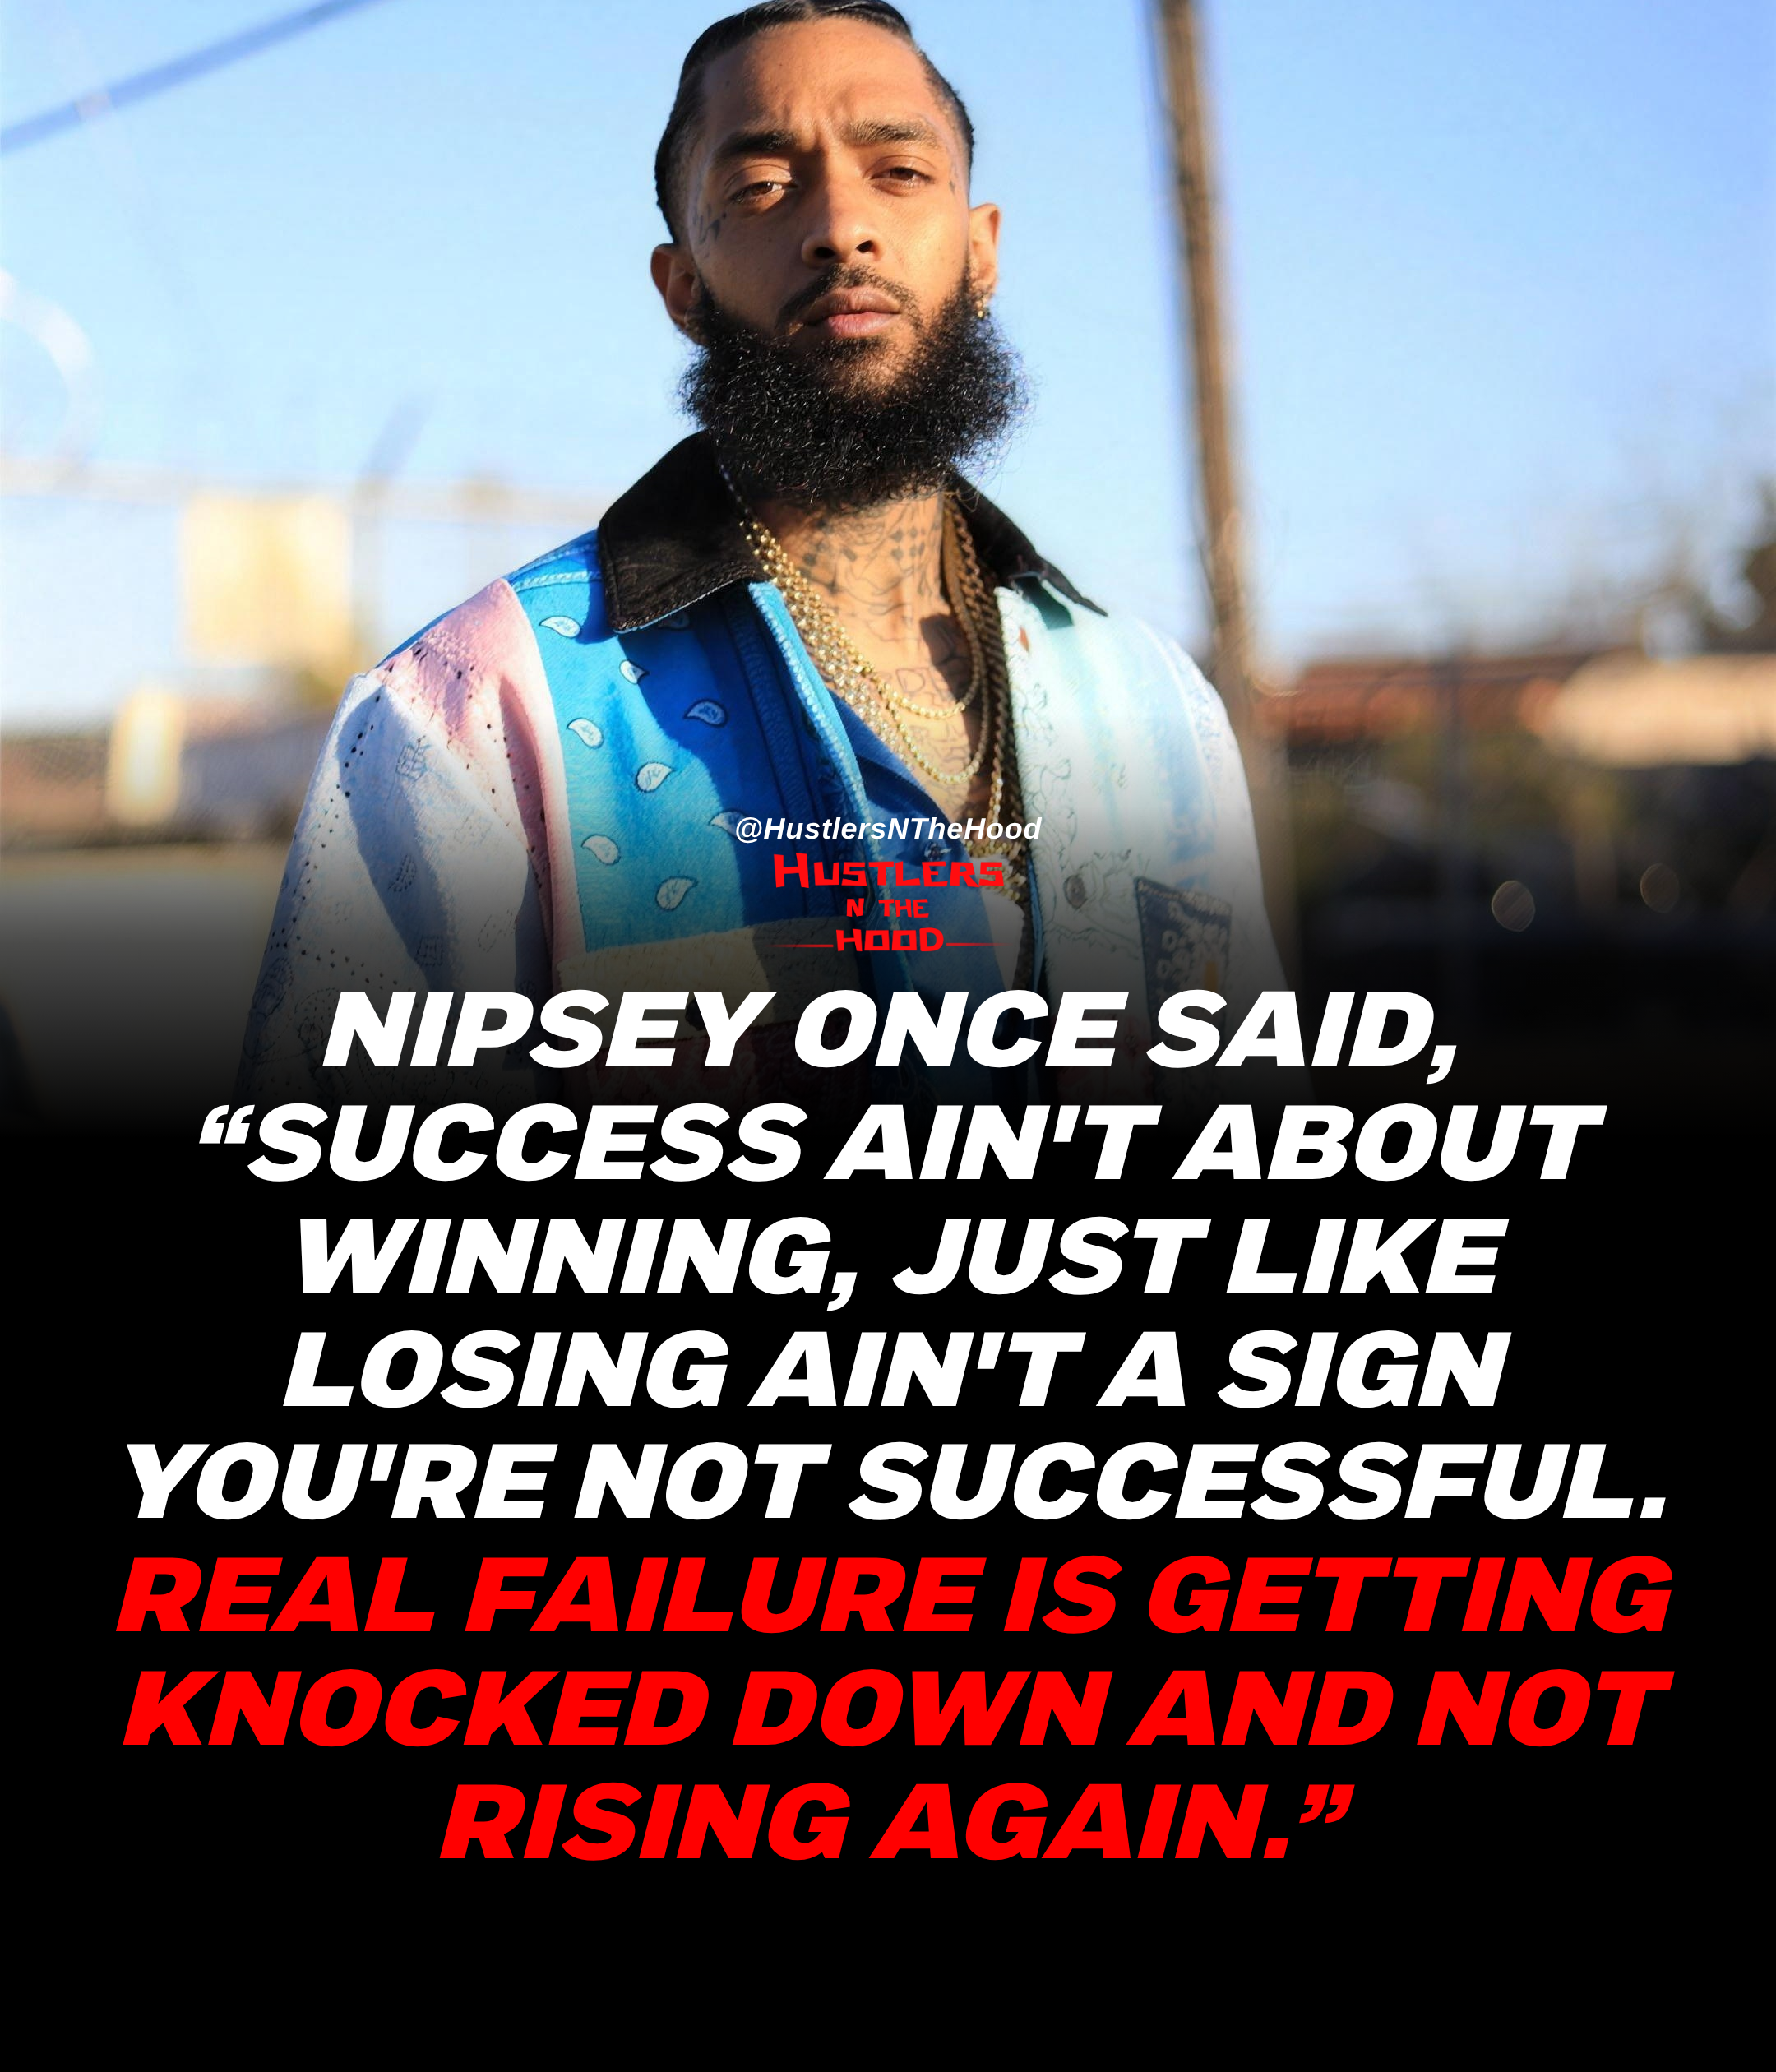 @HustlersNTheHood
HUSTLERS
N THE
HOOD
NIPSEY ONCE SAID,
“SUCCESS AIN'T ABOUT
WINNING, JUST LIKE
LOSING AIN'T A SIGN
YOU'RE NOT SUCCESSFUL.
REAL FAILURE IS GETTING
KNOCKED DOWN AND NOT
RISING AGAIN.”